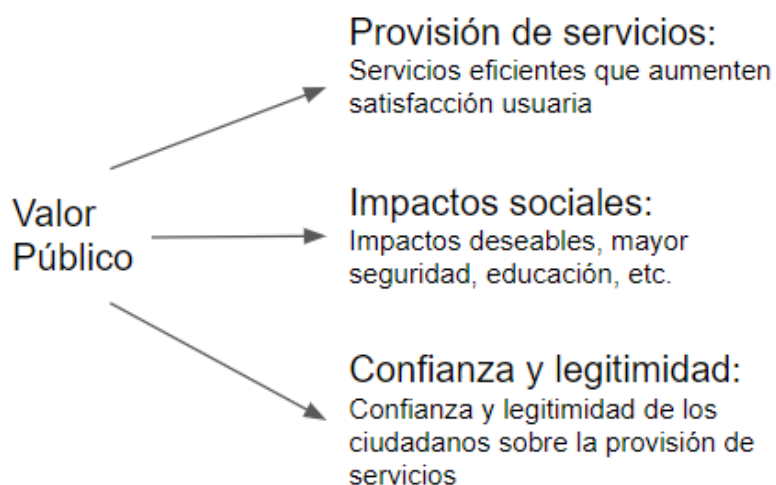 Provisión de servicios:
Servicios eficientes que aumenten
satisfacción usuaria
Valor
Público
Impactos sociales:
Impactos deseables, mayor
seguridad, educación, etc.
Confianza y legitimidad:
Confianza y legitimidad de los
ciudadanos sobre la provisión de
servicios